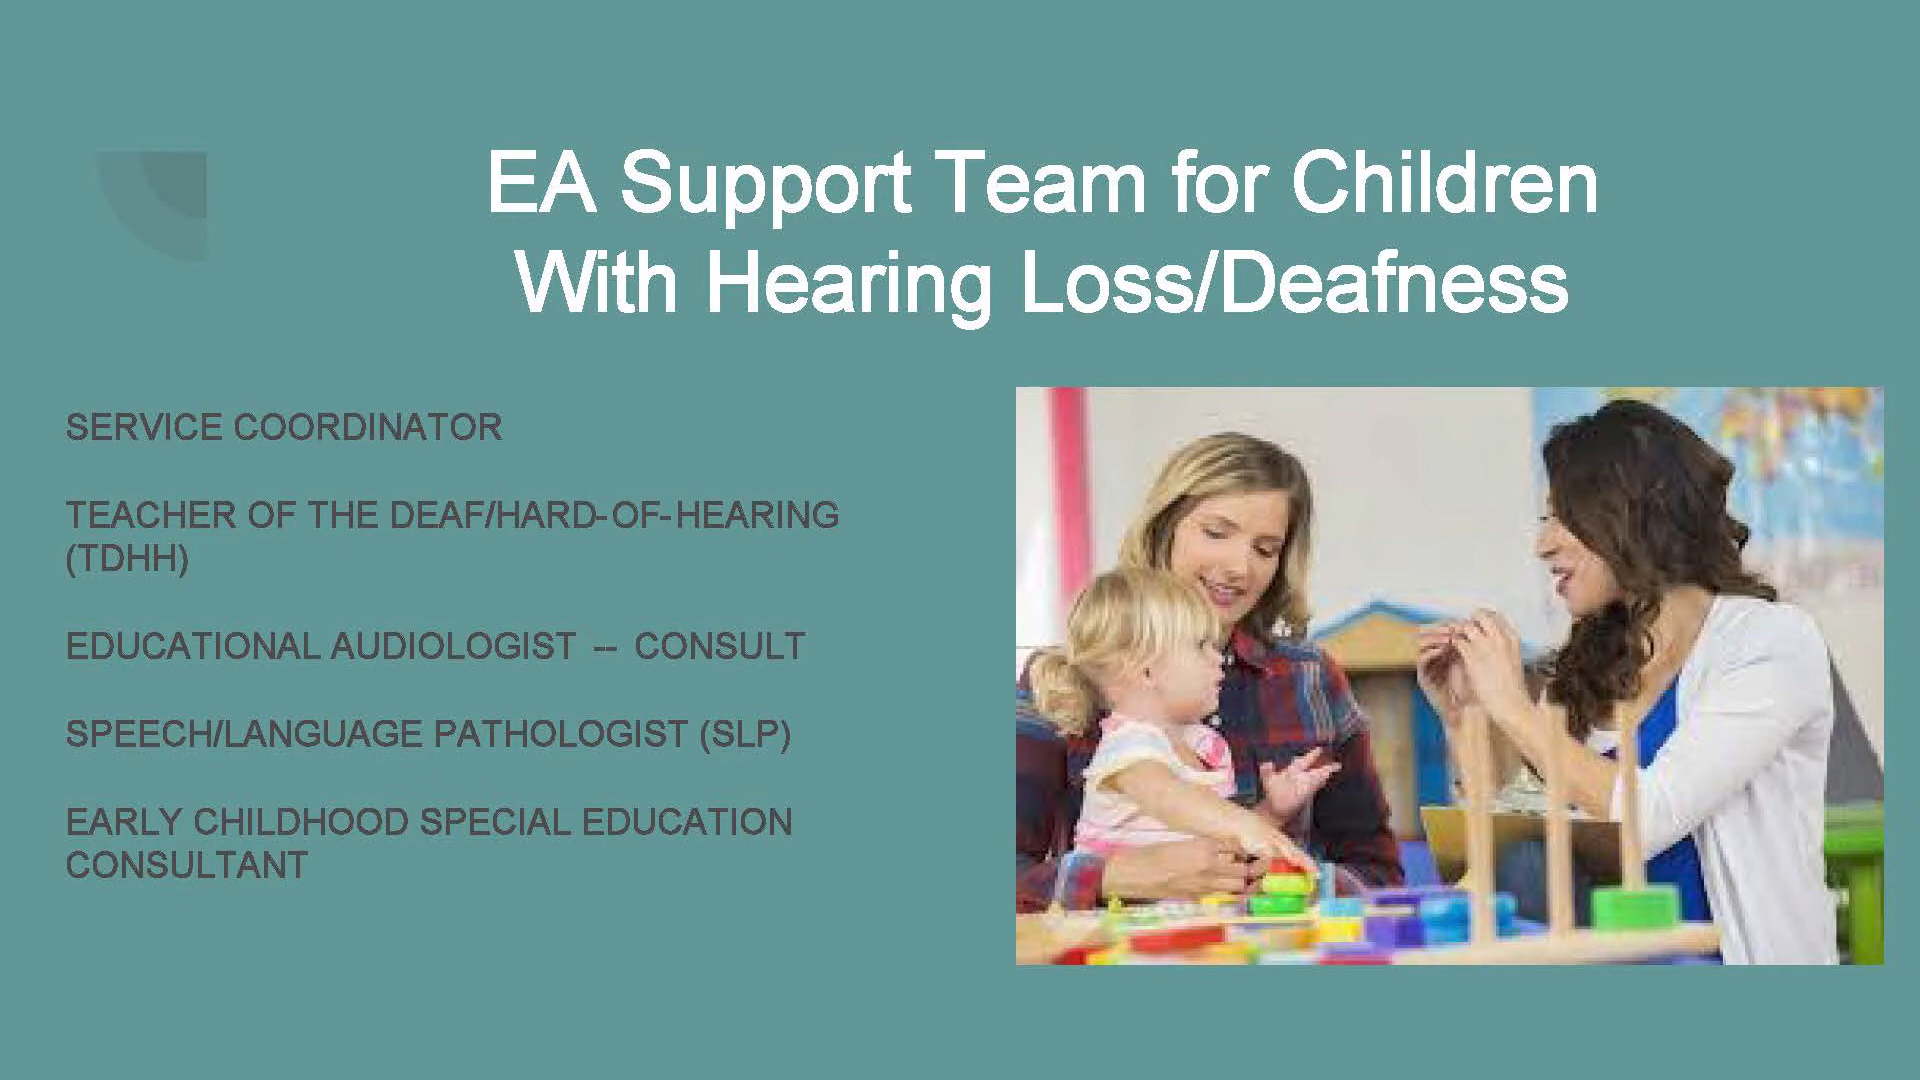 EA Support Team for Children
With Hearing Loss/Deafness
SERVICE COORDINATOR
TEACHER OF THE DEAF/HARD-OF-HEARING
(TDHH)
EDUCATIONAL AUDIOLOGIST -- CONSULT
SPEECH/LANGUAGE PATHOLOGIST (SLP)
EARLY CHILDHOOD SPECIAL EDUCATION
CONSULTANT